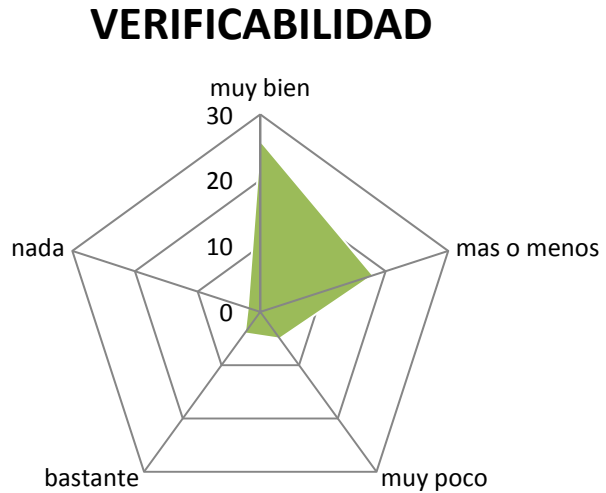 VERIFICABILIDAD
muy bien
30
20
10
0
nada
mas o menos
bastante
muy poco